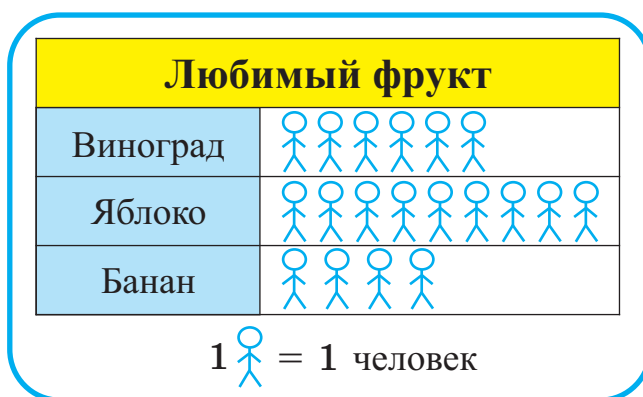 Любимый фрукт
Виноград
Яблоко
Банан
1 = 1 человек